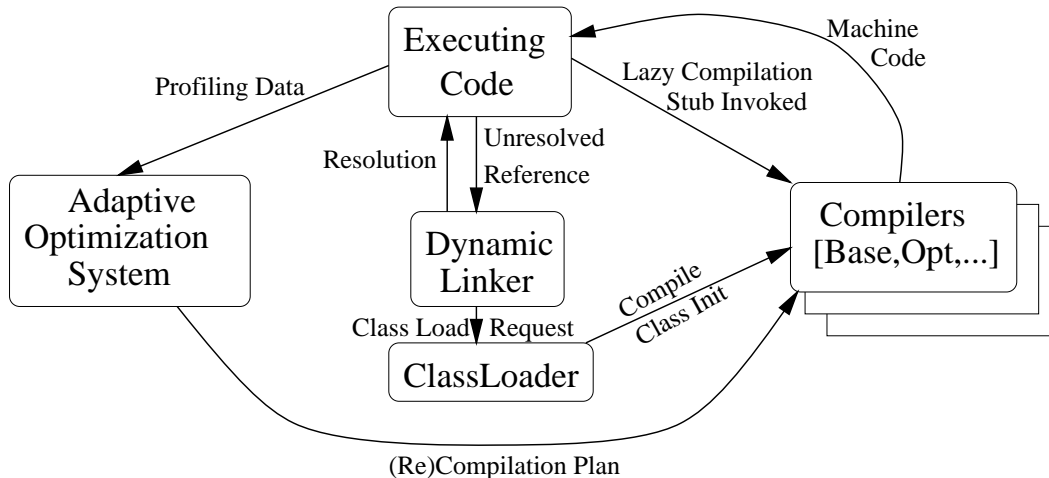 Executing
Code
Machine
Code
Lazy Compilation
Stub Invoked
Profiling Data
Resolution
Unresolved
Reference
Adaptive
Optimization
System
Dynamic
Linker
Compilers
[Base,Opt,...]
Compile
Class Init
Class Load Request
ClassLoader
(Re)Compilation Plan